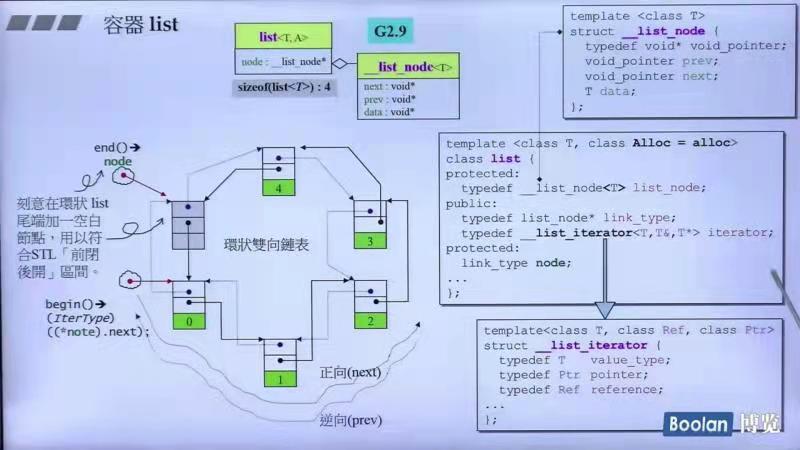 容器 list
G2.9
list<T, A>
node : __list_node*
sizeof(list<T>) : 4
__list_node<T>
next : void*
prev : void*
data : void*
template <class T>
struct __list_node {
typedef void* void_pointer;
void_pointer prev;
void_pointer next;
T data;
};
template <class T, class Alloc = alloc>
class list {
protected:
typedef __list_node<T> list_node;
public:
typedef list_node* link_type;
typedef __list_iterator<T,T&,T*> iterator;
protected:
link_type node;
...
};
template<class T, class Ref, class Ptr>
struct __list_iterator {
typedef T value_type;
typedef Ptr pointer;
typedef Ref reference;
...
};
end()→
node
刻意在環狀 list
尾端加一空白
節點，用以符
合STL「前閉
後開」區間。
begin()→
(IterType)
((*note).next);
環狀雙向鏈表
4
3
2
1
0
正向(next)
逆向(prev)
Boolan 博览